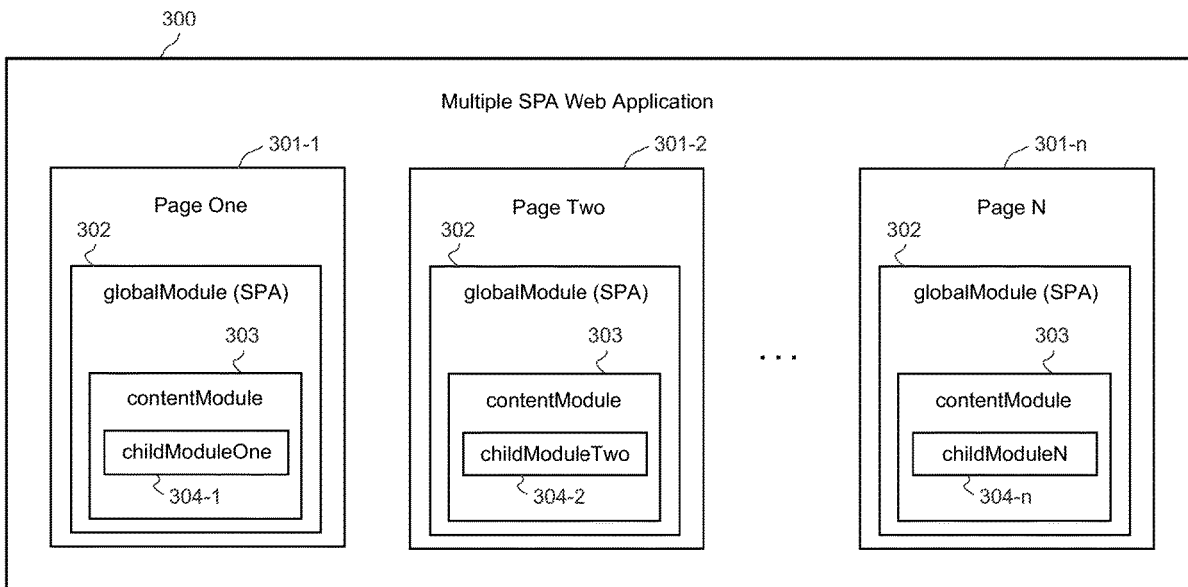 300
Multiple SPA Web Application
301-1
Page One
302
globalModule (SPA)
303
contentModule
childModuleOne
304-1
301-2
Page Two
302
globalModule (SPA)
303
contentModule
childModuleTwo
304-2
. . .
301-n
Page N
302
globalModule (SPA)
303
contentModule
childModuleN
304-n